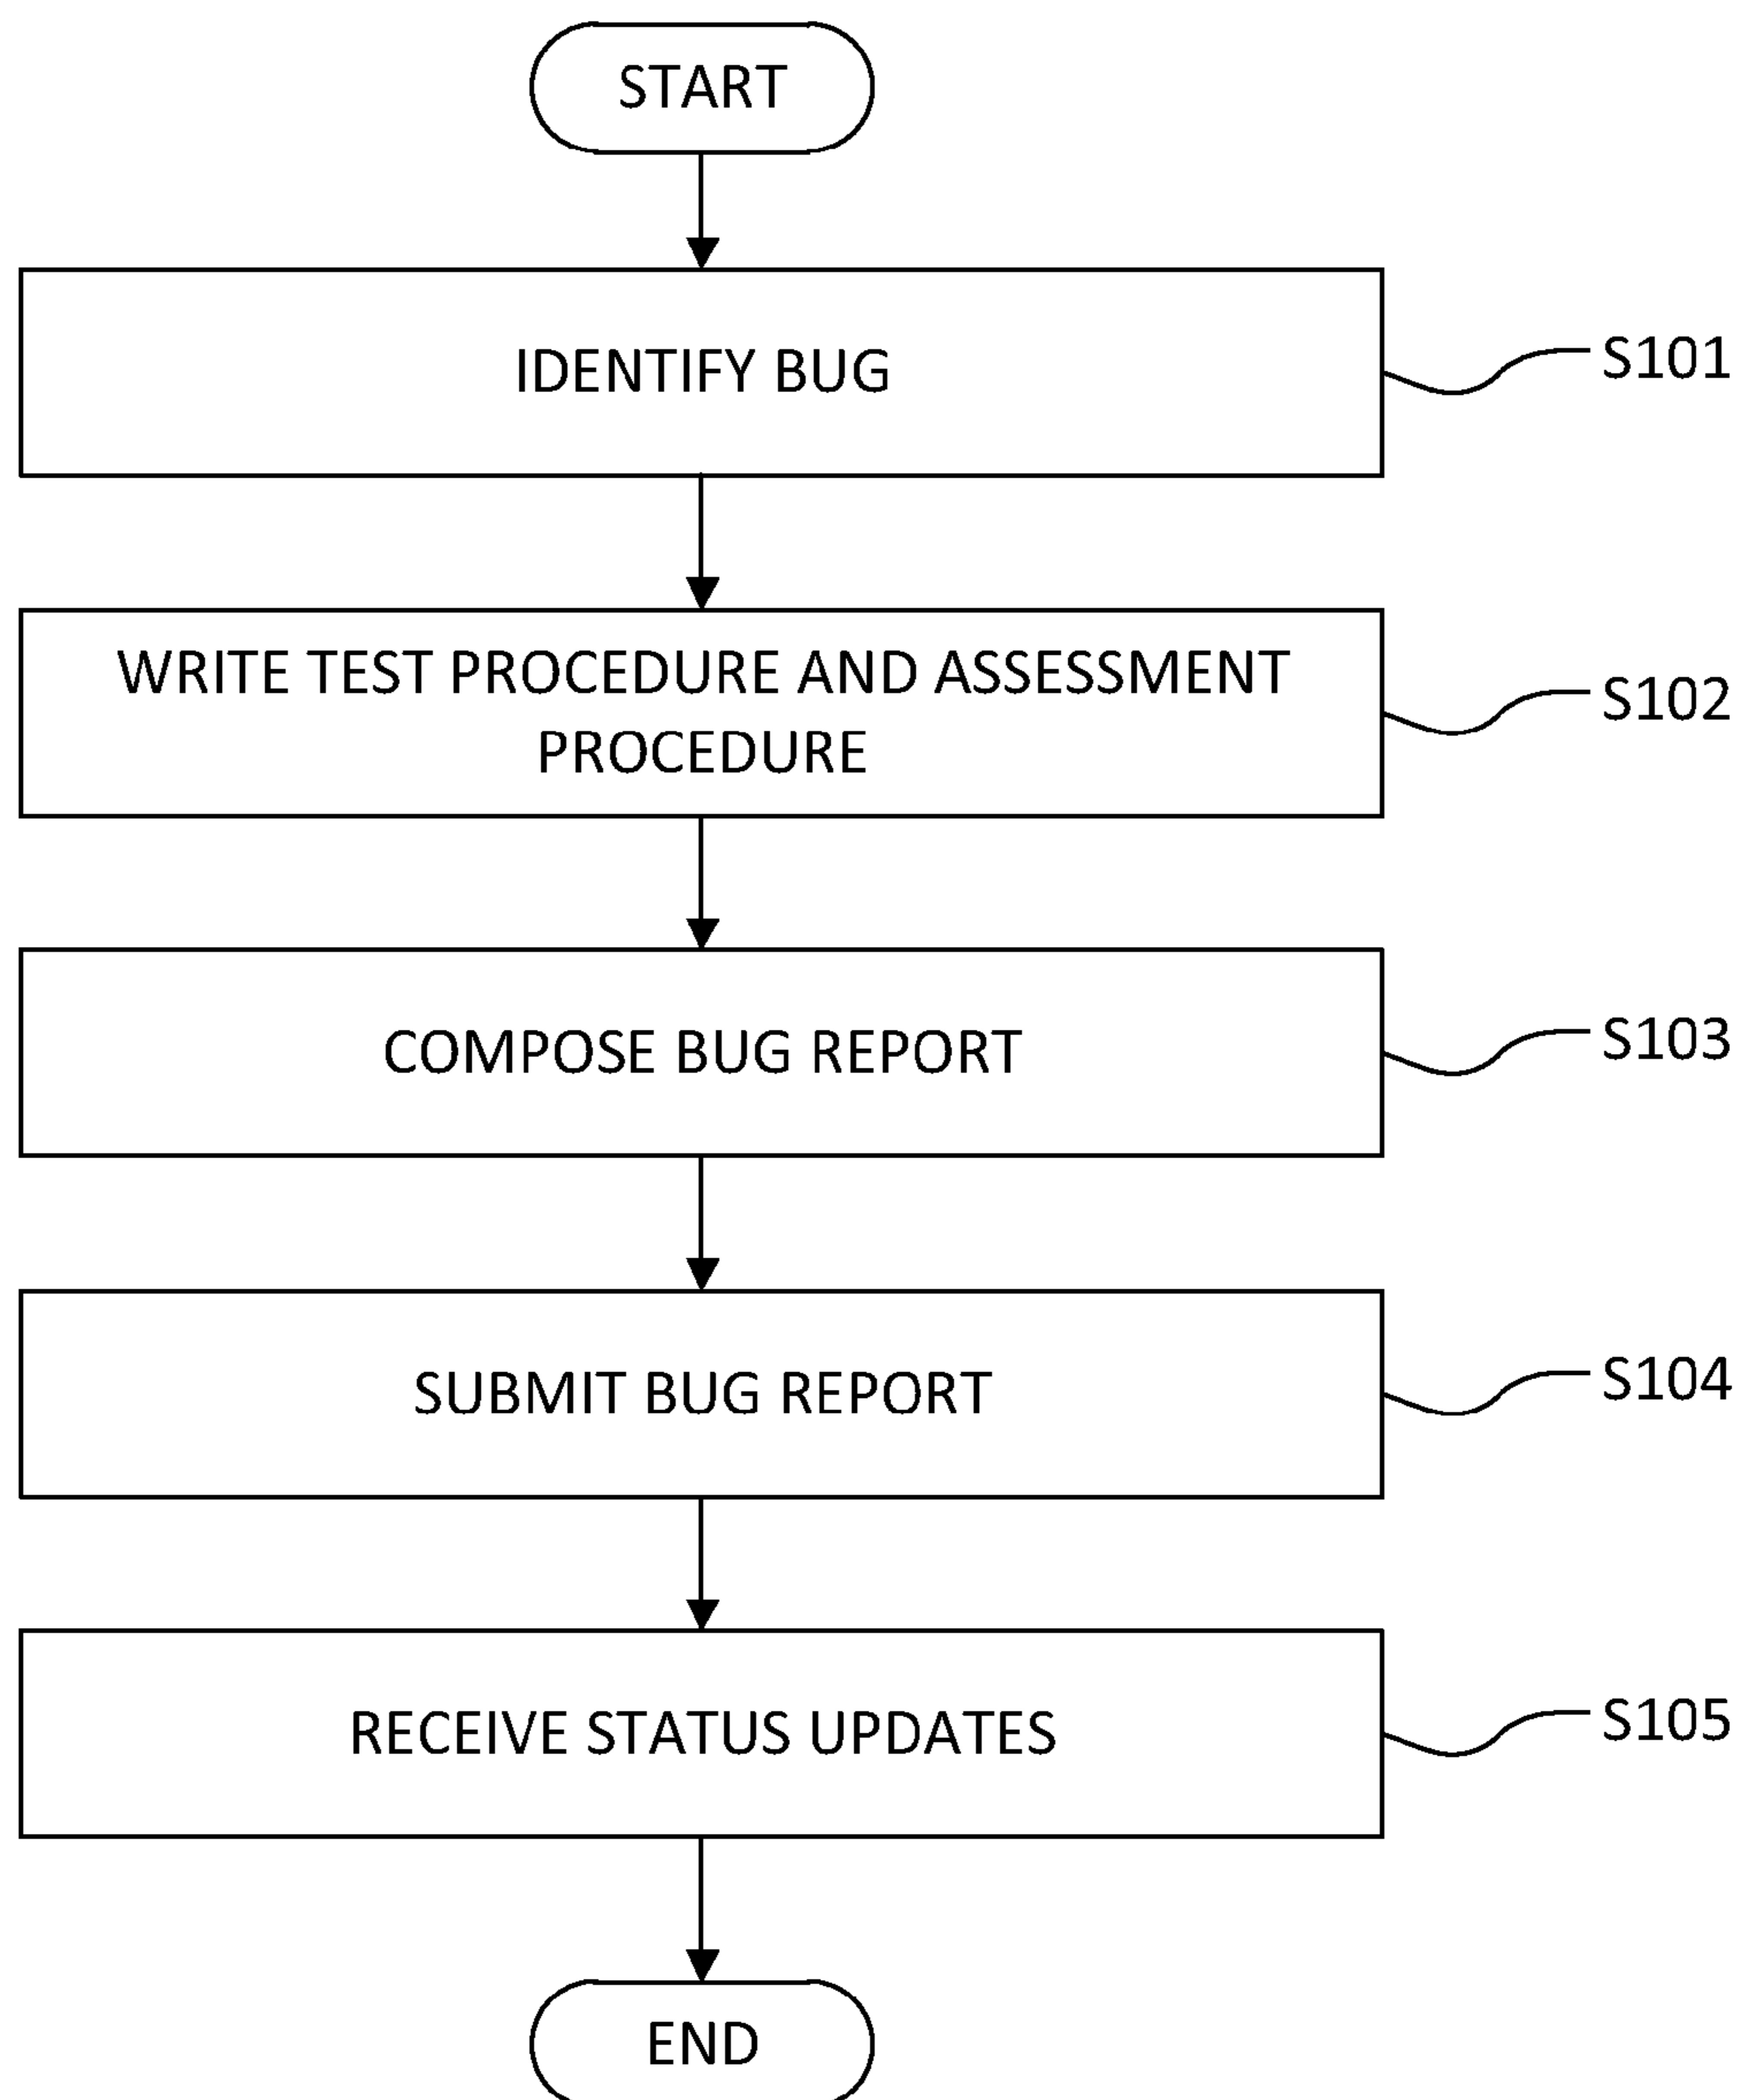 START
IDENTIFY BUG
S101
WRITE TEST PROCEDURE AND ASSESSMENT
PROCEDURE
S102
COMPOSE BUG REPORT
S103
SUBMIT BUG REPORT
S104
RECEIVE STATUS UPDATES
S105
END